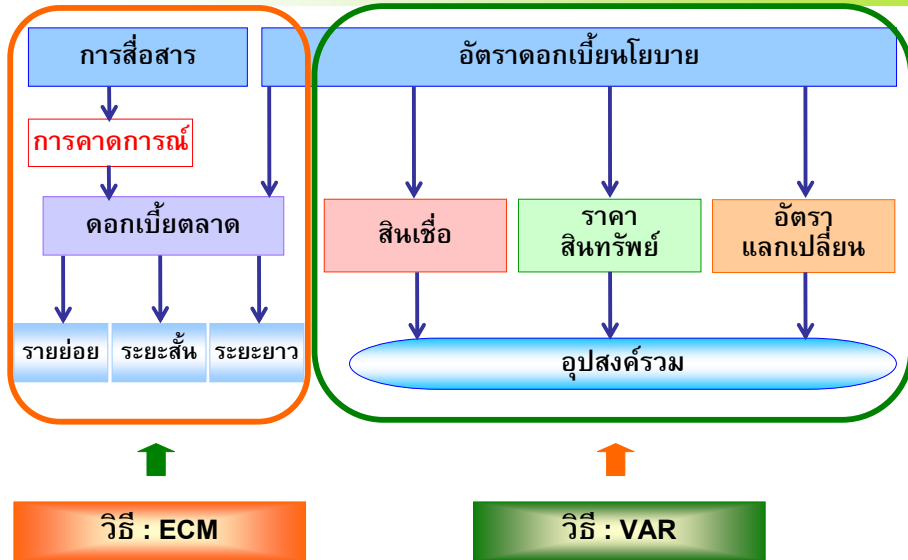 การสื่อสาร
อัตราดอกเบี้ยนโยบาย
การคาดการณ์
ดอกเบี้ยตลาด
สินเชื่อ
ราคา
สินทรัพย์
อัตรา
แลกเปลี่ยน
รายย่อย
ระยะสั้น
ระยะยาว
อุปสงค์รวม
วิธี : ECM
วิธี : VAR